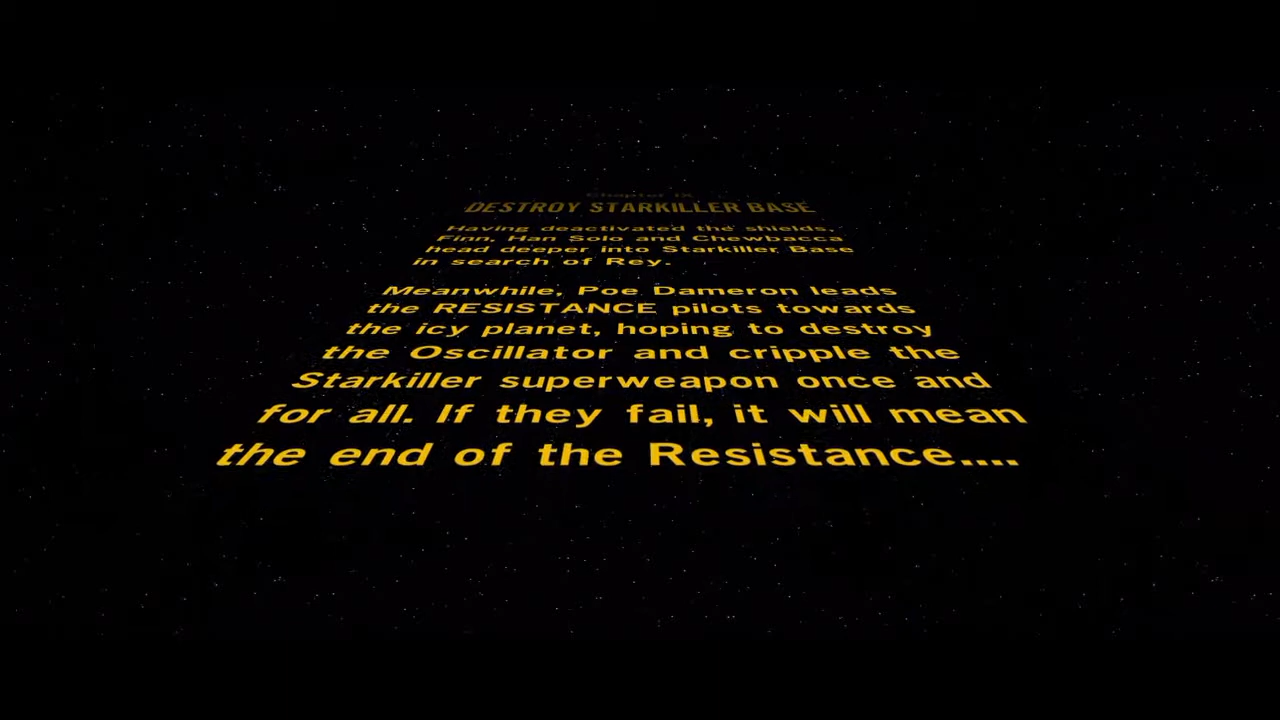 Chapter IX
DESTROY STARKILLER BASE
Having deactivated the shields,
Finn, Han Solo and Chewbacca
head deeper into Starkiller Base
in search of Rey.
Meanwhile, Poe Dameron leads
the RESISTANCE pilots towards
the icy planet, hoping to destroy
the Oscillator and cripple the
Starkiller superweapon once and
for all. If they fail, it will mean
the end of the Resistance....